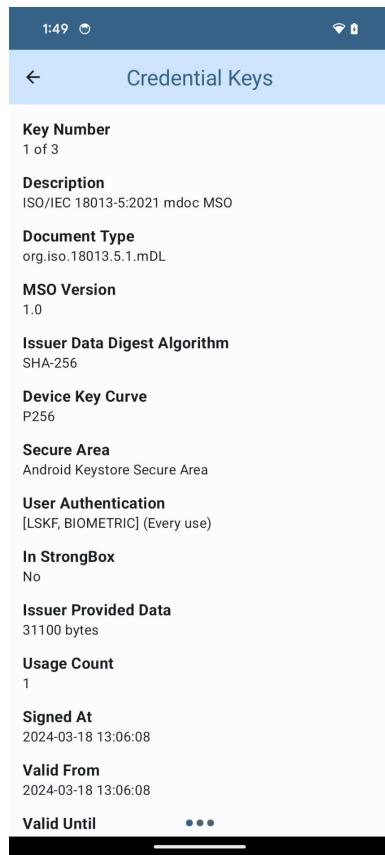 1:49
Credential Keys
Key Number
1 of 3
Description
ISO/IEC 18013-5:2021 mdoc MSO
Document Type
org.iso.18013.5.1.mDL
MSO Version
1.0
Issuer Data Digest Algorithm
SHA-256
Device Key Curve
P256
Secure Area
Android Keystore Secure Area
User Authentication
[LSKF, BIOMETRIC] (Every use)
In StrongBox
No
Issuer Provided Data
31100 bytes
Usage Count
1
Signed At
2024-03-18 13:06:08
Valid From
2024-03-18 13:06:08
Valid Until